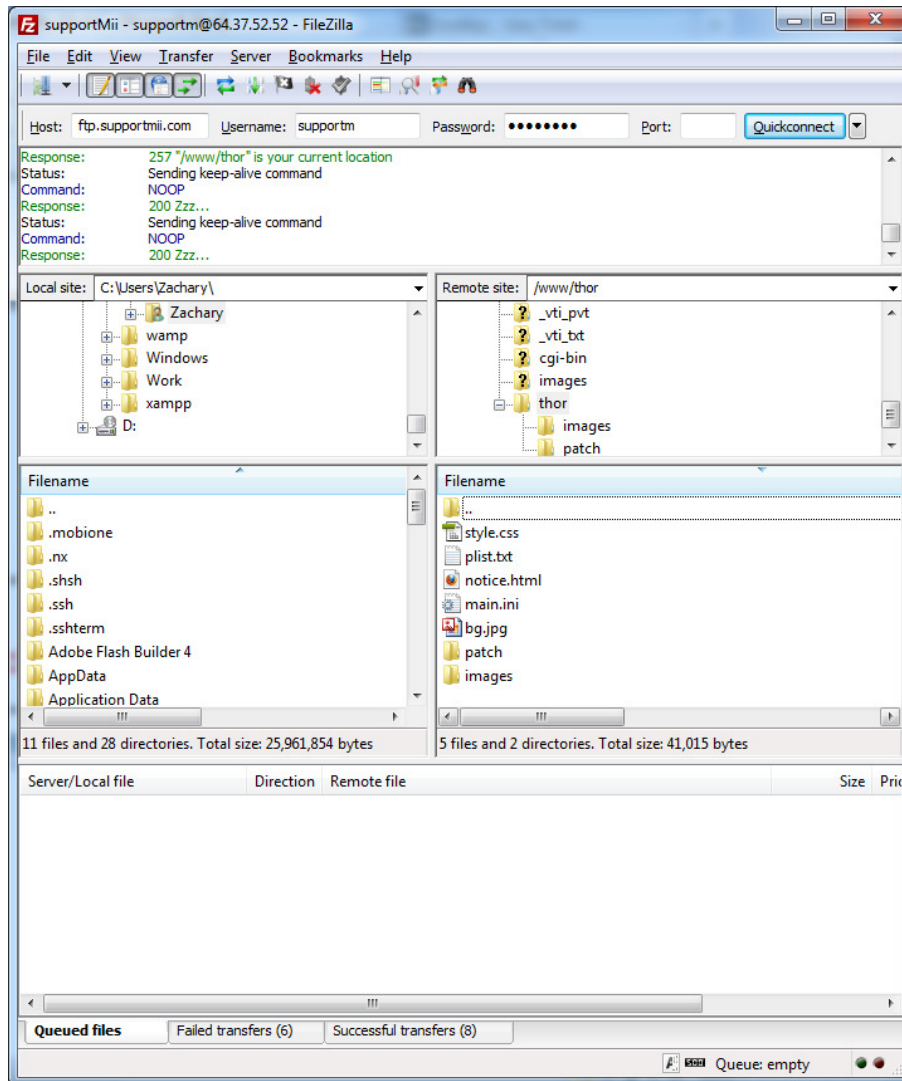 supportMii - supportm@64.37.52.52 - FileZilla
File Edit View Transfer Server Bookmarks Help
Host: ftp.supportmii.com Username: supportm Password: •••••••• Port: Quickconnect
Response: 257 "/www/thor" is your current location
Status: Sending keep-alive command
Command: NOOP
Response: 200 Zzz...
Status: Sending keep-alive command
Command: NOOP
Response: 200 Zzz...
Local site: C:\Users\Zachary\
Zachary
wamp
Windows
Work
xampp
D:
Remote site: /www/thor
_vti_pvt
_vti_txt
cgi-bin
images
thor
images
patch
Filename
..
.mobione
.nx
.shsh
.ssh
.sshterm
Adobe Flash Builder 4
AppData
Application Data
11 files and 28 directories. Total size: 25,961,854 bytes
Filename
..
style.css
plist.txt
notice.html
main.ini
bg.jpg
patch
images
5 files and 2 directories. Total size: 41,015 bytes
Server/Local file Direction Remote file Size Pric
Queued files Failed transfers (6) Successful transfers (8)
Queue: empty